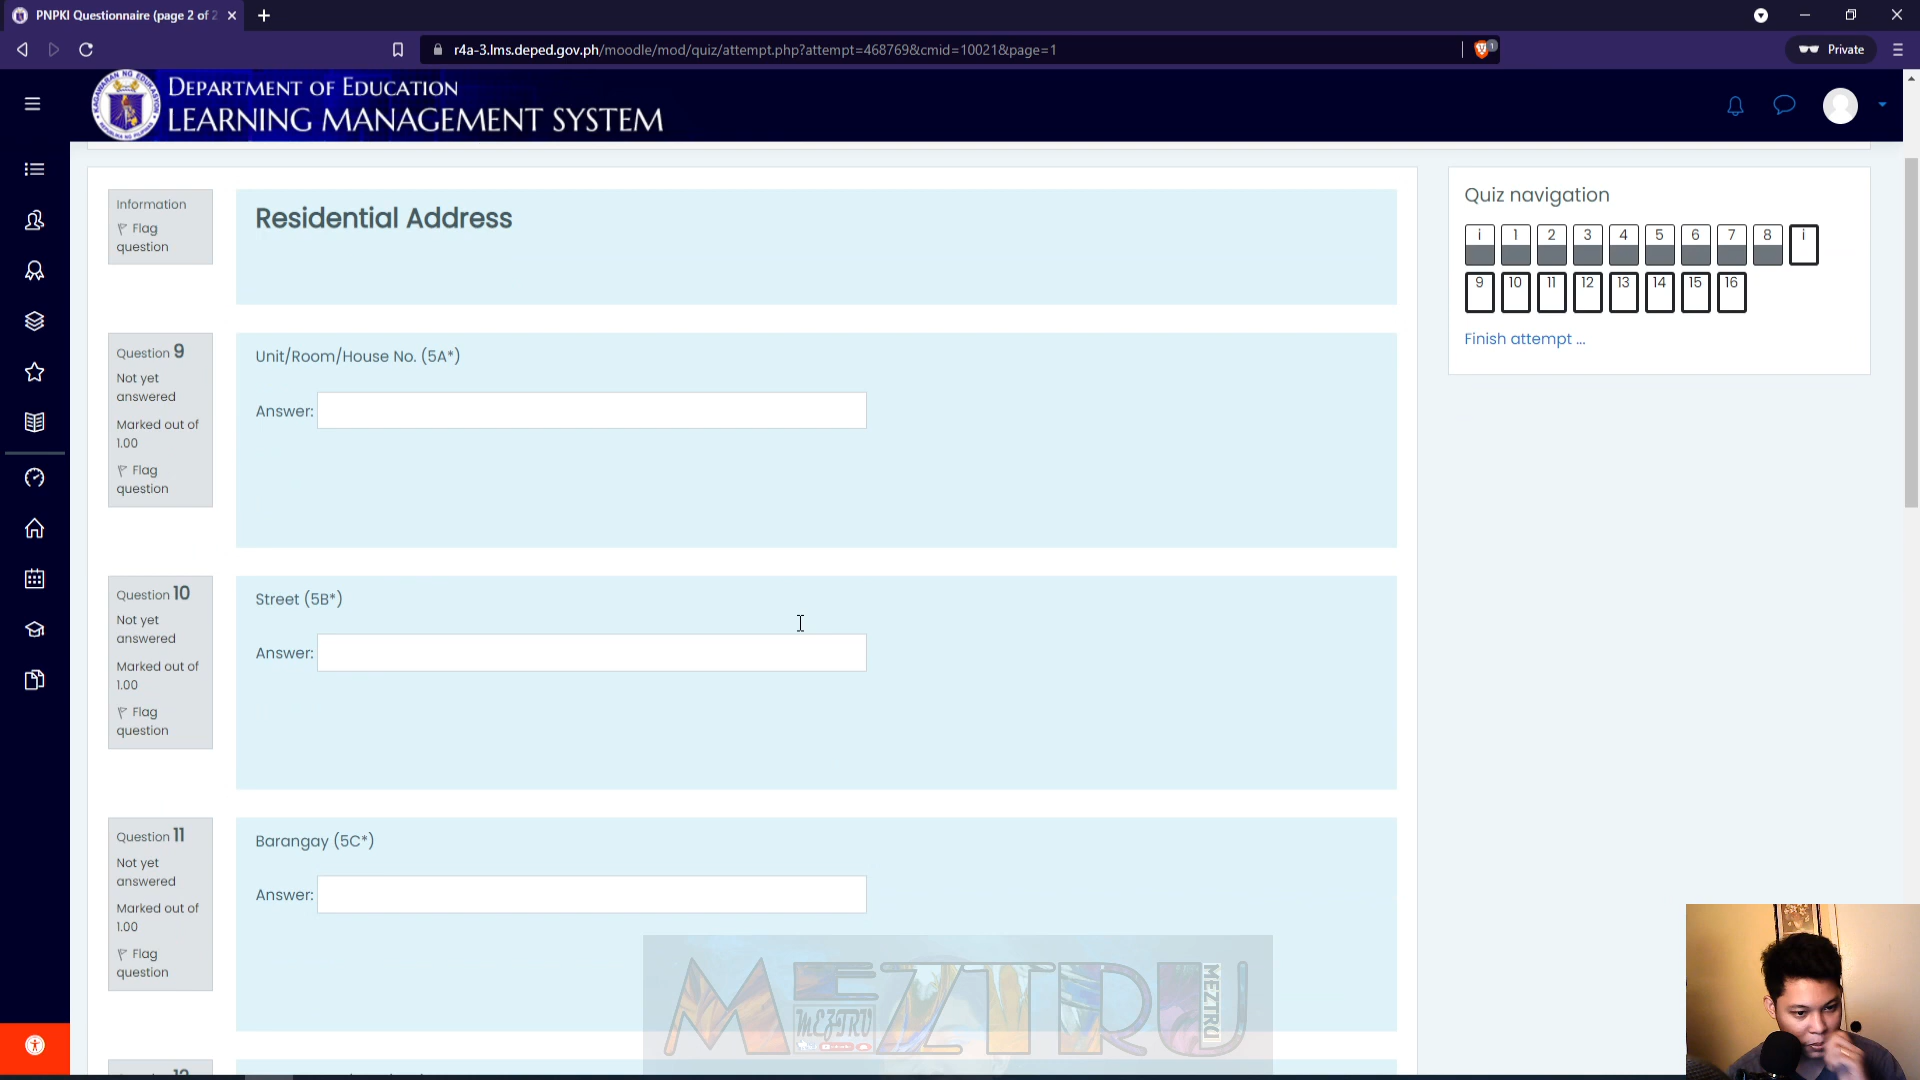 PNPKI Questionnaire (page 2 of 2
r4a-3.lms.deped.gov.ph/moodle/mod/quiz/attempt.php?attempt=468769&cmid=10021&page=1
1
Private
DEPARTMENT OF EDUCATION
LEARNING MANAGEMENT SYSTEM
Information
Flag
question
Residential Address
Quiz navigation
i 1 2 3 4 5 6 7 8 i
9 10 11 12 13 14 15 16
Finish attempt ...
Question 9
Not yet
answered
Marked out of
1.00
Flag
question
Unit/Room/House No. (5A*)
Answer:
Question 10
Not yet
answered
Marked out of
1.00
Flag
question
Street (5B*)
Answer:
Question 11
Not yet
answered
Marked out of
1.00
Flag
question
Barangay (5C*)
Answer:
MEZTRU
MEZTRU
MEZTRU